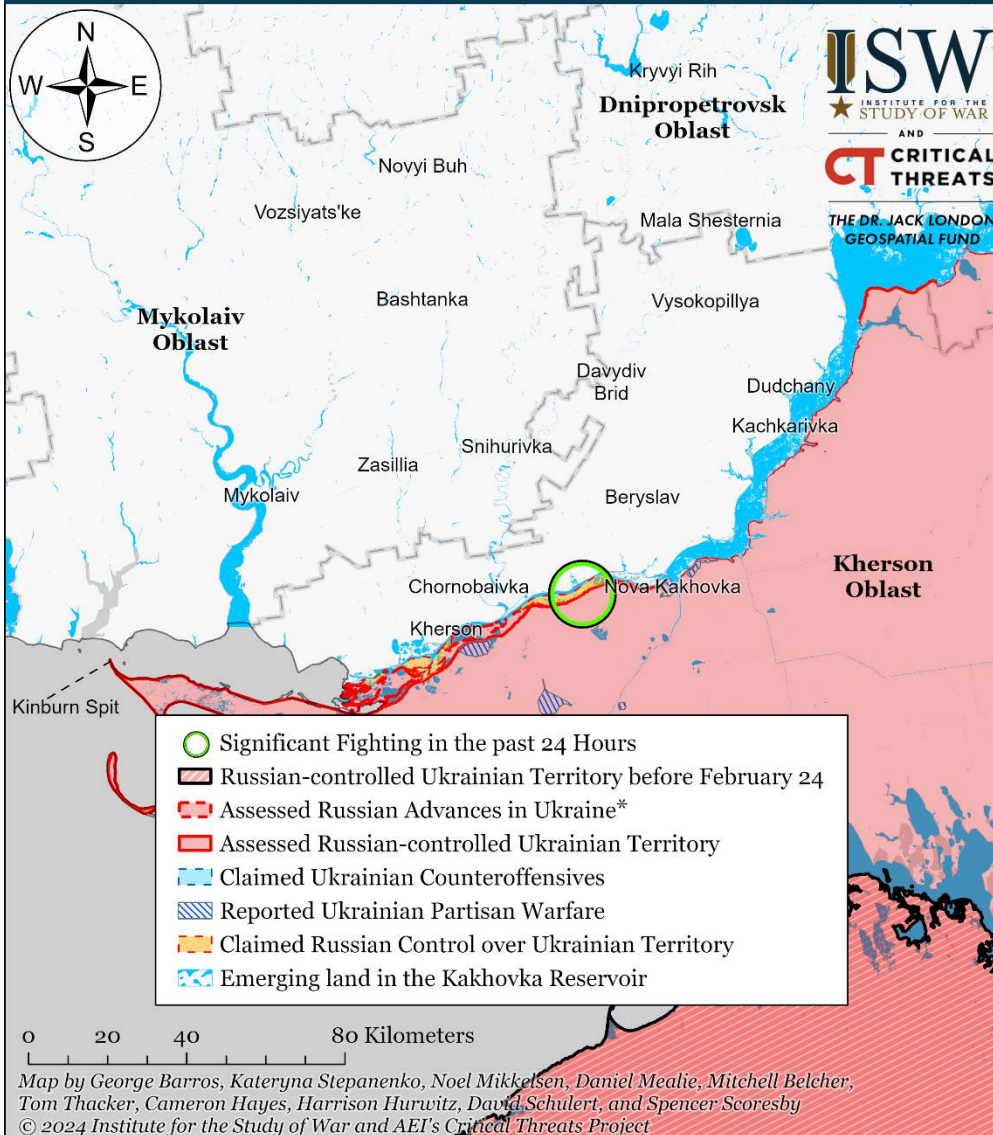 N
W E
S
Kryvyi Rih
Dnipropetrovsk
Oblast
ISW
INSTITUTE FOR THE
STUDY OF WAR
AND
CT CRITICAL
THREATS
THE DR. JACK LONDON
GEOSPATIAL FUND
Novyi Buh
Vozsiyats'ke
Mala Shesternia
Bashtanka
Vysokopillya
Mykolaiv
Oblast
Davydiv
Brid
Dudchany
Kachkarivka
Snihurivka
Zasillia
Mykolaiv
Beryslav
Kherson
Oblast
Chornobaivka
Nova Kakhovka
Kherson
Kinburn Spit
Significant Fighting in the past 24 Hours
Russian-controlled Ukrainian Territory before February 24
Assessed Russian Advances in Ukraine*
Assessed Russian-controlled Ukrainian Territory
Claimed Ukrainian Counteroffensives
Reported Ukrainian Partisan Warfare
Claimed Russian Control over Ukrainian Territory
Emerging land in the Kakhovka Reservoir
0 20 40 80 Kilometers
Map by George Barros, Kateryna Stepanenko, Noel Mikkelsen, Daniel Mealie, Mitchell Belcher,
Tom Thacker, Cameron Hayes, Harrison Hurwitz, David Schulert, and Spencer Scoresby
© 2024 Institute for the Study of War and AEI's Critical Threats Project